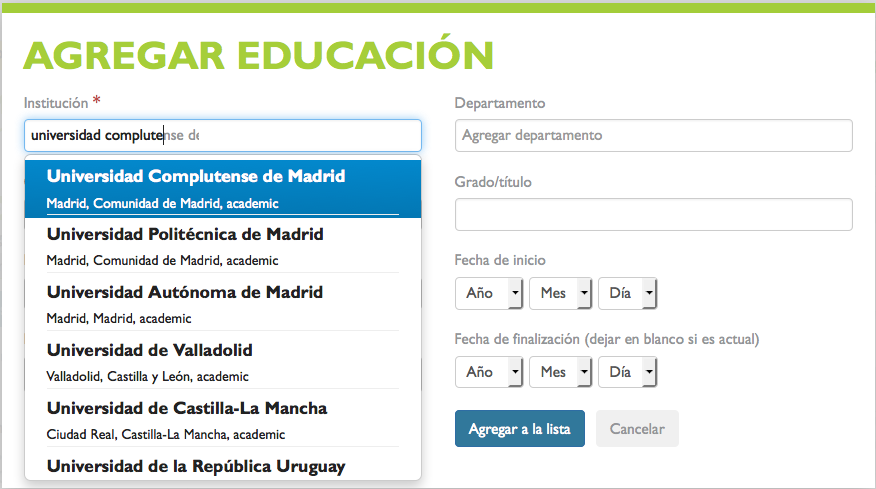 AGREGAR EDUCACIÓN
Institución *
universidad complutense de
Universidad Complutense de Madrid
Madrid, Comunidad de Madrid, academic
Universidad Politécnica de Madrid
Madrid, Comunidad de Madrid, academic
Universidad Autónoma de Madrid
Madrid, Madrid, academic
Universidad de Valladolid
Valladolid, Castilla y León, academic
Universidad de Castilla-La Mancha
Ciudad Real, Castilla-La Mancha, academic
Universidad de la República Uruguay
Departamento
Agregar departamento
Grado/título
Fecha de inicio
Año Mes Día
Fecha de finalización (dejar en blanco si es actual)
Año Mes Día
Agregar a la lista Cancelar